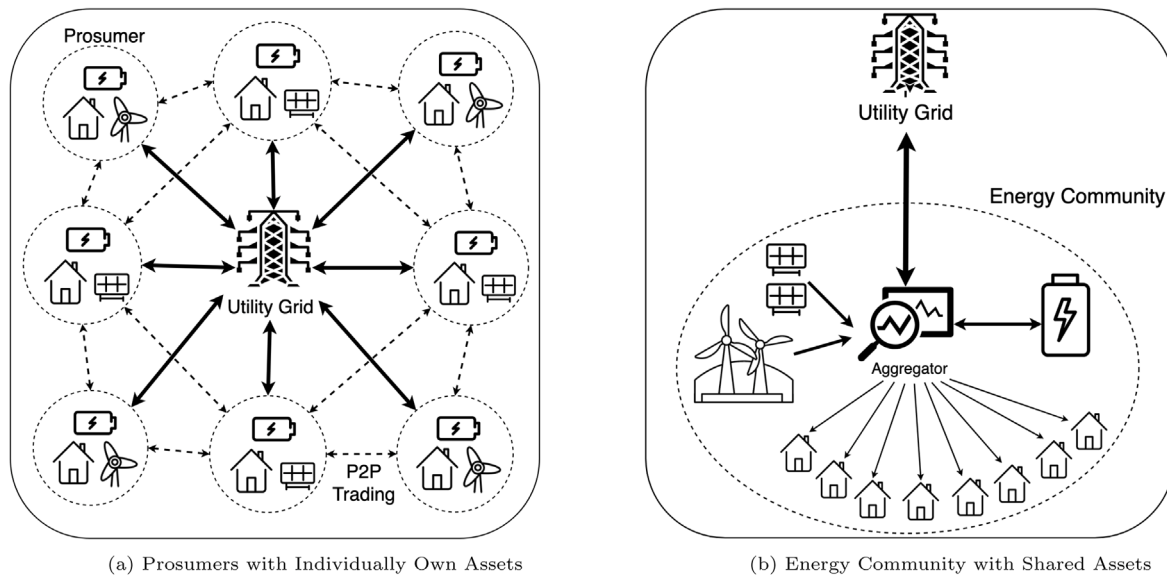 Prosumer
Utility Grid
P2P
Trading
(a) Prosumers with Individually Own Assets
Utility Grid
Energy Community
Aggregator
(b) Energy Community with Shared Assets